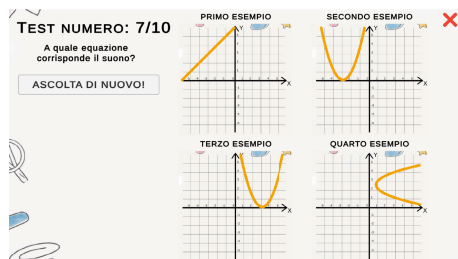 TEST NUMERO: 7/10
A quale equazione
corrisponde il suono?
ASCOLTA DI NUOVO!
PRIMO ESEMPIO
Y
X
SECONDO ESEMPIO
Y
X
TERZO ESEMPIO
Y
X
QUARTO ESEMPIO
Y
X